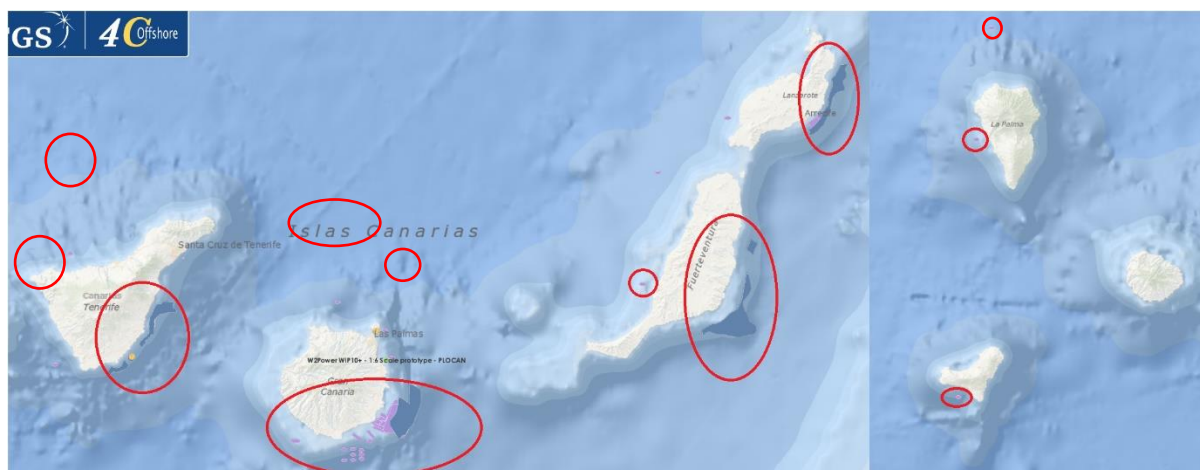 TGS | 4C Offshore
Lanzarote
Arrecife
La Palma
Islas Canarias
Santa Cruz de Tenerife
Fuerteventura
Canarias
Tenerife
Las Palmas
W2Power WIP10+ - 1:6 Scale prototype - PLOCAN
Gran
Canaria